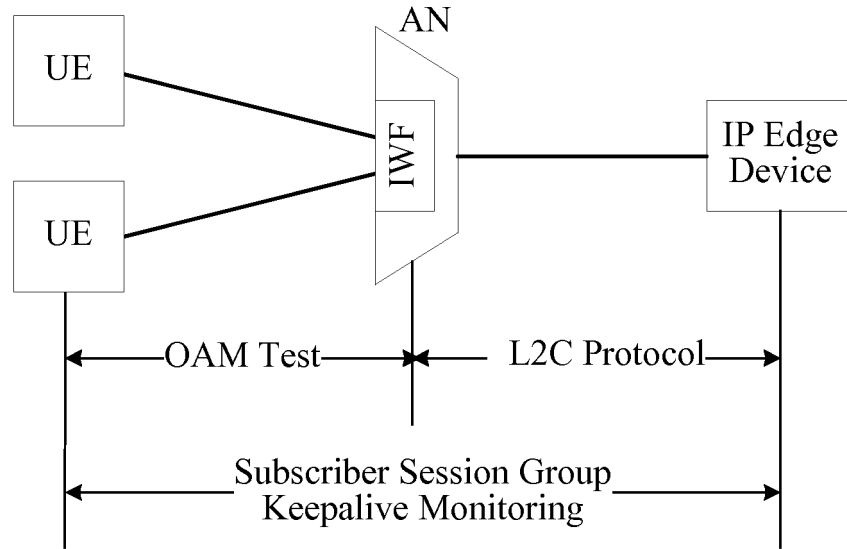 AN
UE
IWF
IP Edge
Device
UE
OAM Test
L2C Protocol
Subscriber Session Group
Keepalive Monitoring